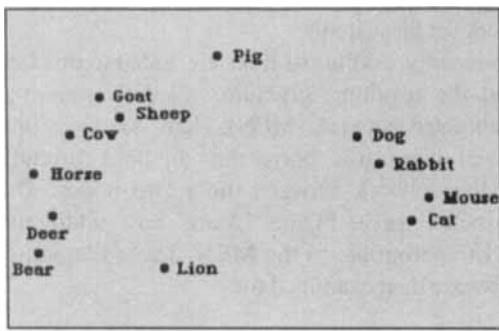 Pig
Goat
Sheep
Cow
Dog
Rabbit
Horse
Mouse
Cat
Deer
Bear
Lion